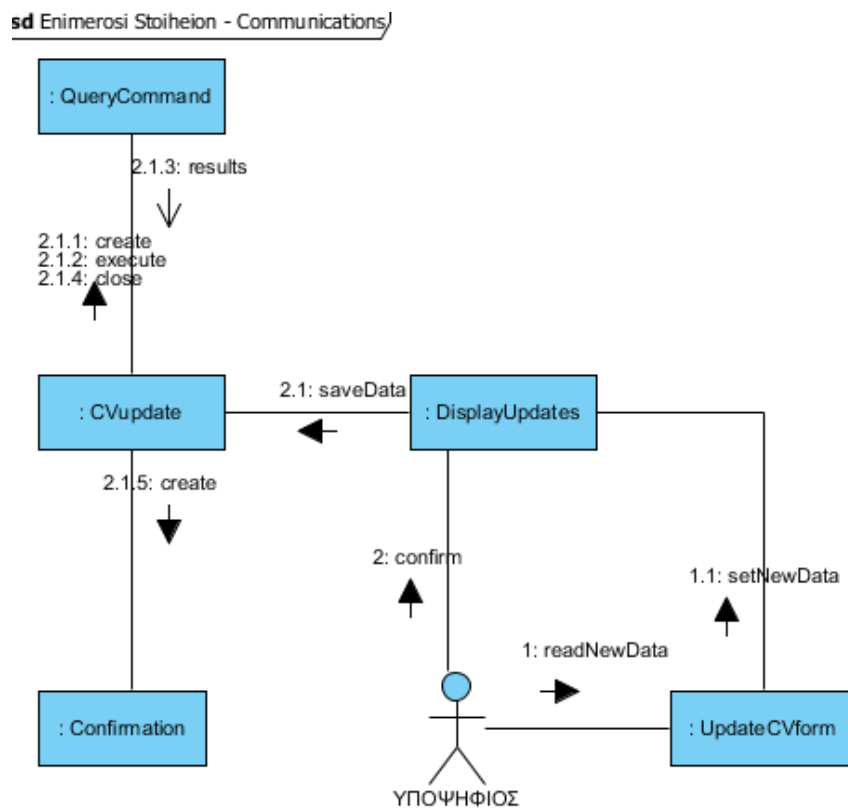 sd Enimerosi Stoiheion - Communications
: QueryCommand
2.1.3: results
2.1.1: create
2.1.2: execute
2.1.4: close
: CVupdate
2.1: saveData
: DisplayUpdates
2.1.5: create
2: confirm
1.1: setNewData
1: readNewData
: Confirmation
: UpdateCVform
ΥΠΟΨΗΦΙΟΣ